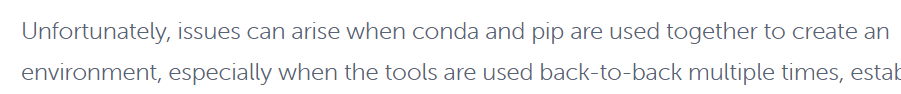 Unfortunately, issues can arise when conda and pip are used together to create an
environment, especially when the tools are used back-to-back multiple times,